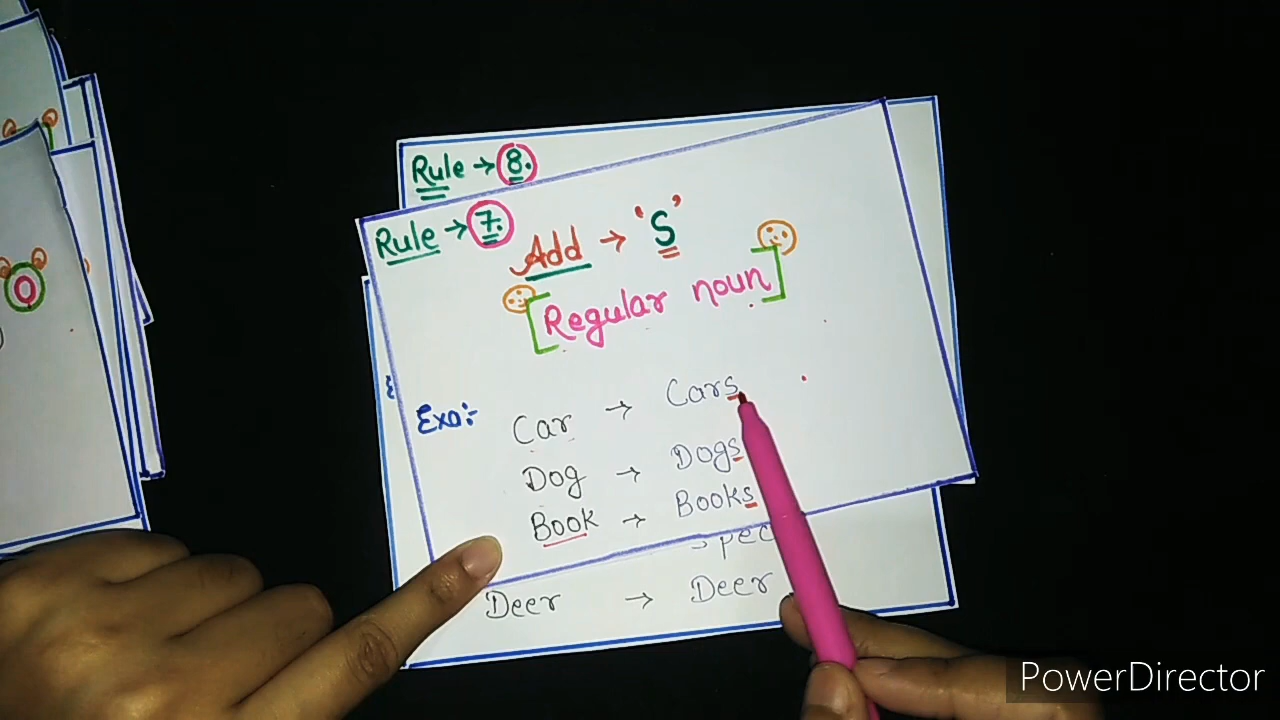 Rule → 8.
Rule → 7.
Add → 'S'
[Regular noun]
Exa:-
Car → Cars
Dog → Dogs
Book → Books
Deer → Deer
PowerDirector